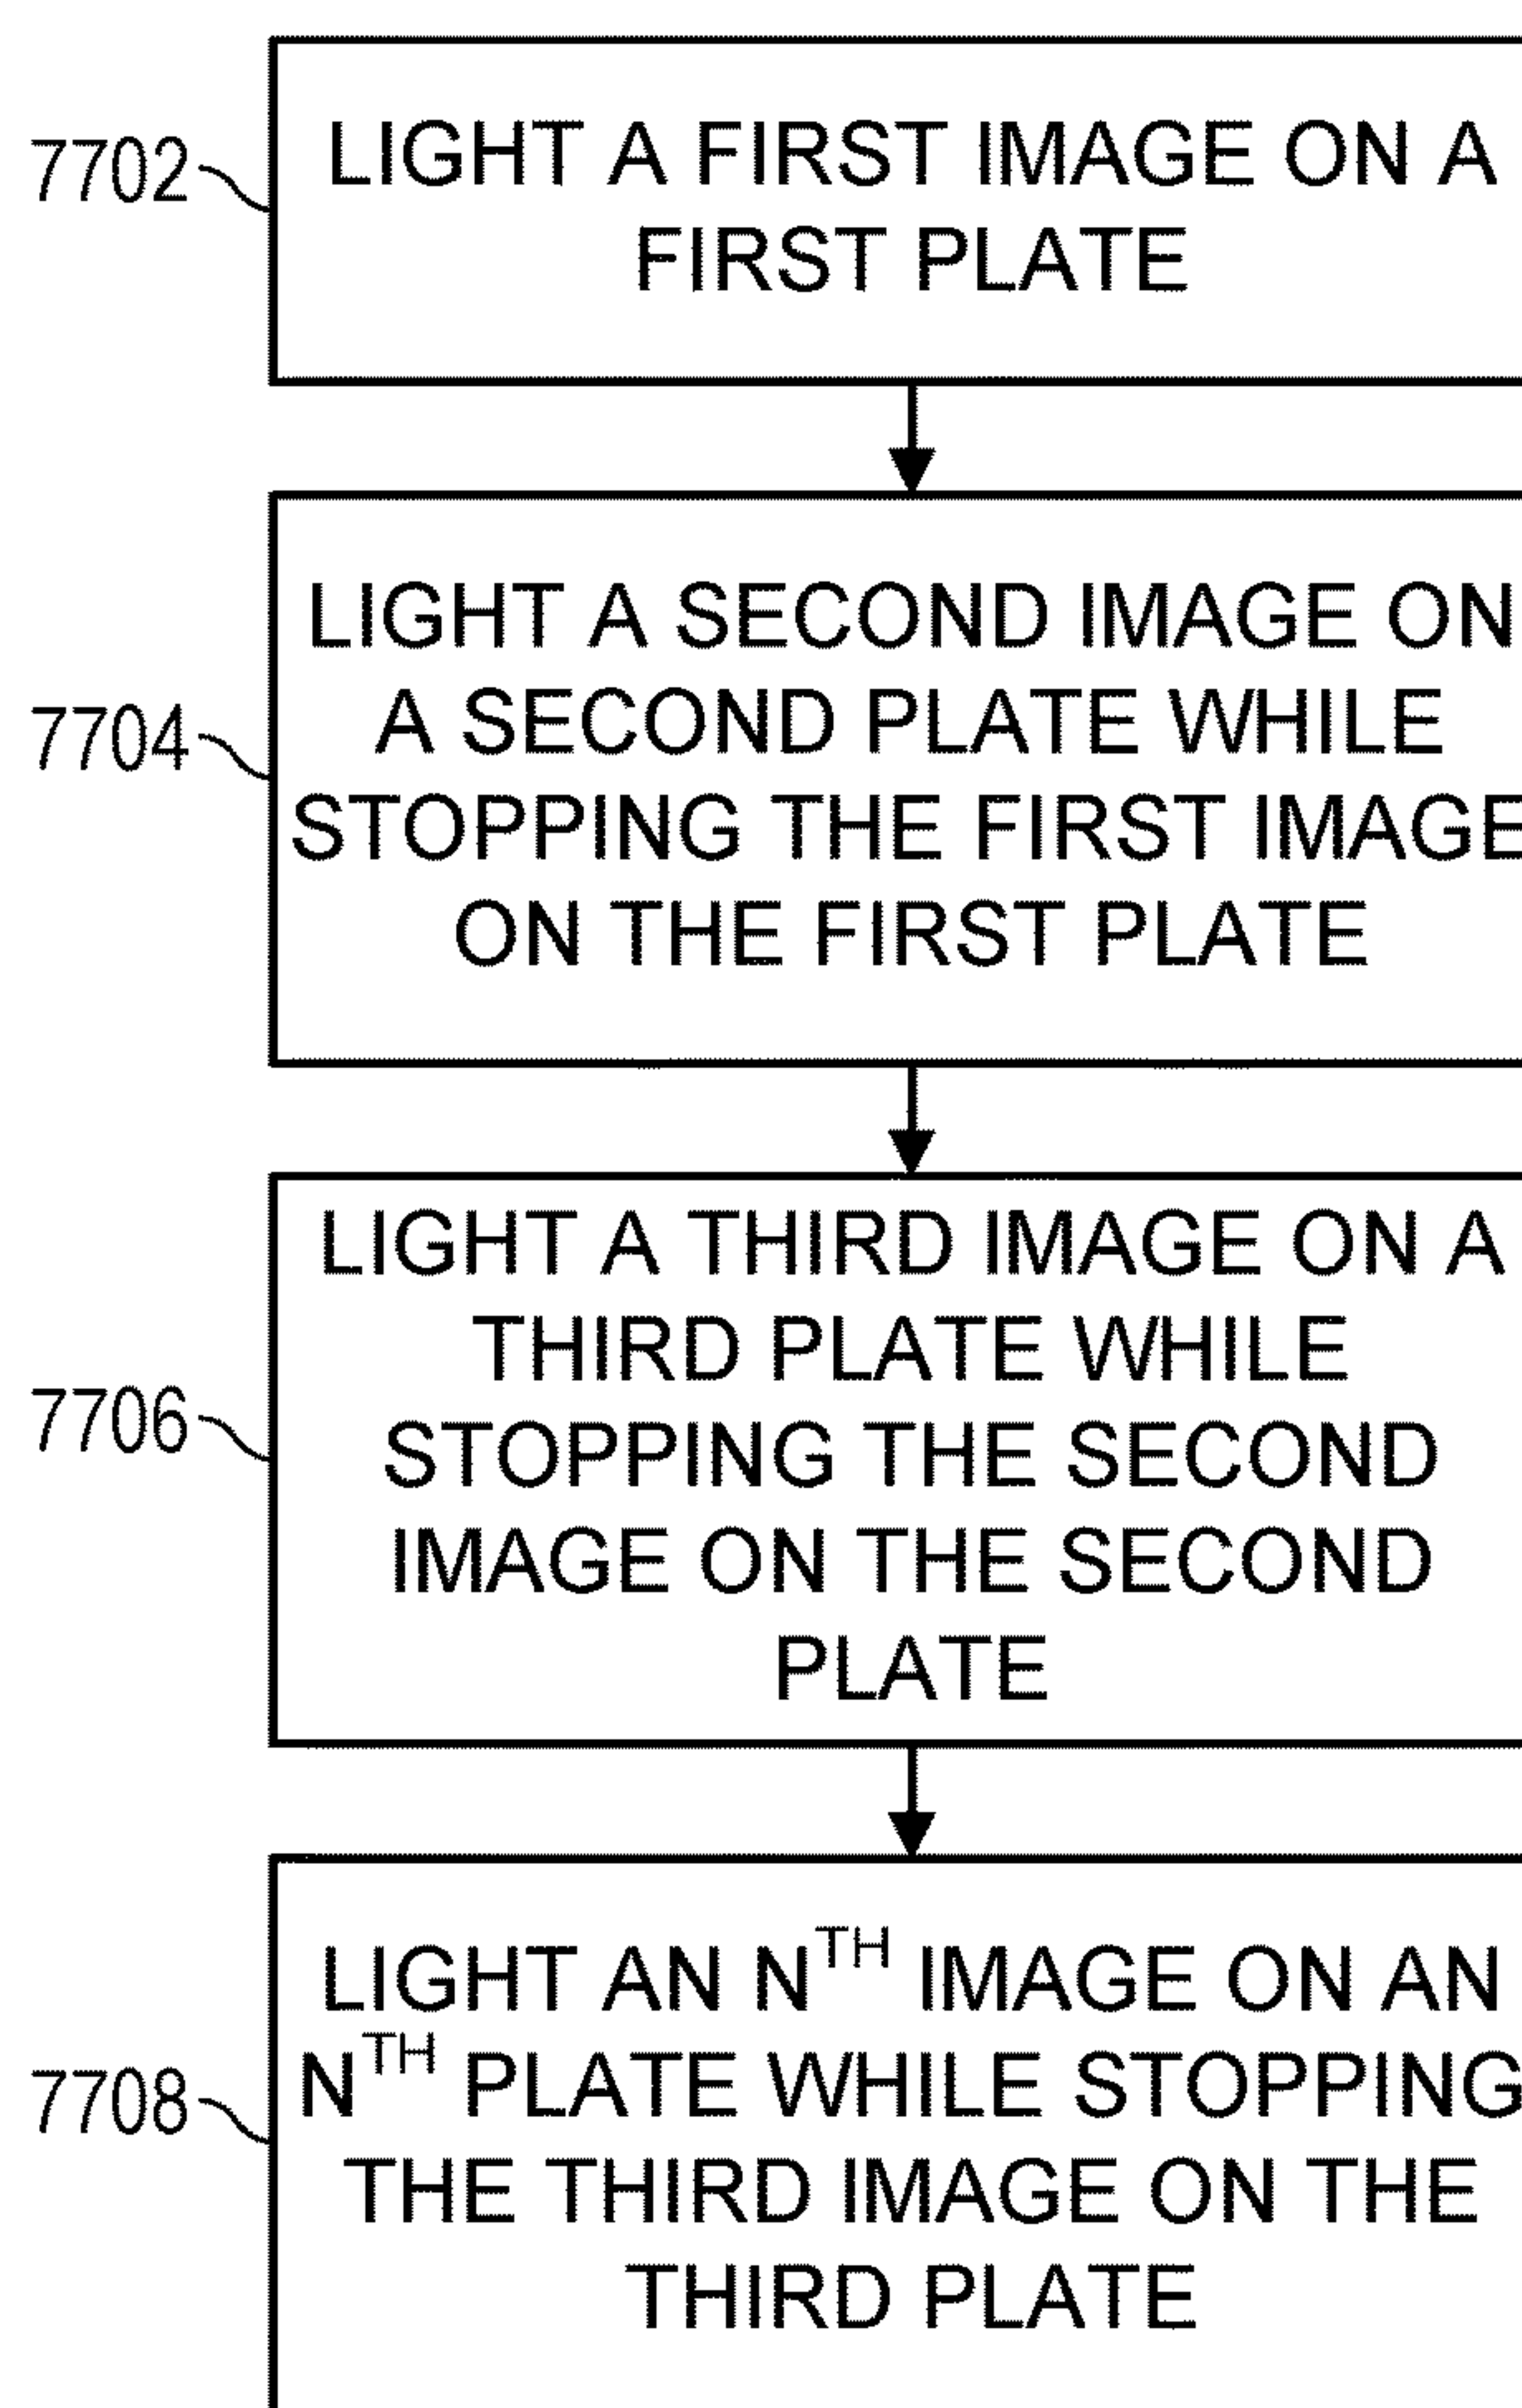 7702
LIGHT A FIRST IMAGE ON A
FIRST PLATE
7704
LIGHT A SECOND IMAGE ON
A SECOND PLATE WHILE
STOPPING THE FIRST IMAGE
ON THE FIRST PLATE
7706
LIGHT A THIRD IMAGE ON A
THIRD PLATE WHILE
STOPPING THE SECOND
IMAGE ON THE SECOND
PLATE
7708
LIGHT AN NTH IMAGE ON AN
NTH PLATE WHILE STOPPING
THE THIRD IMAGE ON THE
THIRD PLATE